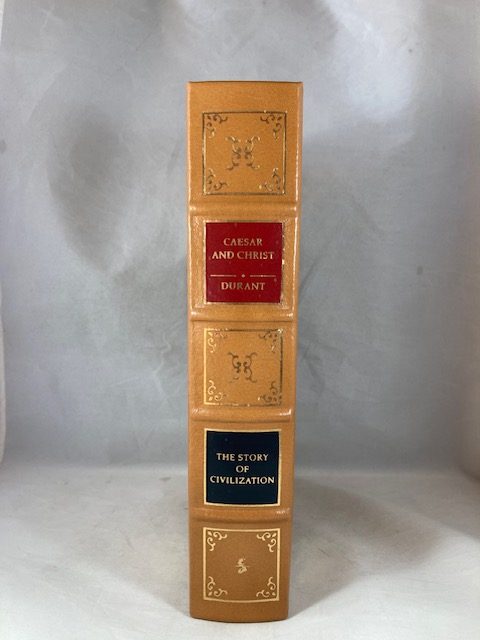 CAESAR
AND CHRIST
DURANT
THE STORY
OF
CIVILIZATION